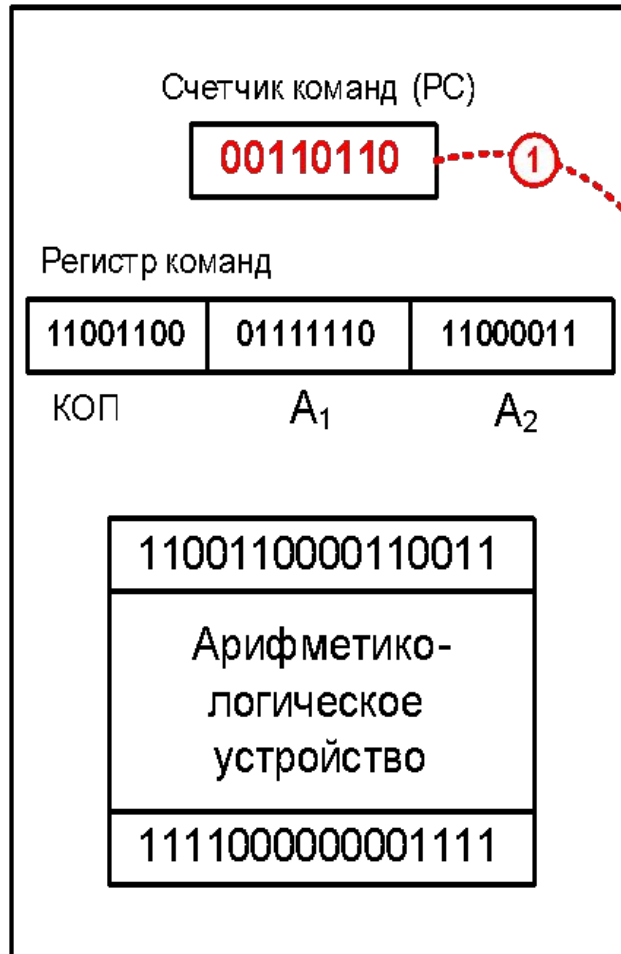 Счетчик команд (PC)
00110110
1
Регистр команд
11001100 01111110 11000011
КОП A₁ A₂
1100110000110011
Арифметико-
логическое
устройство
1111000000001111